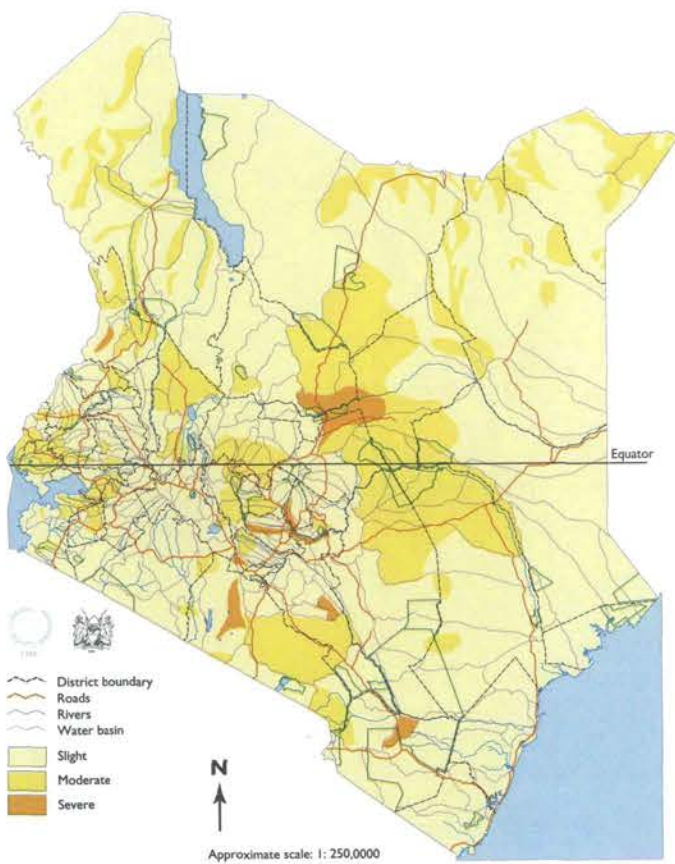 Equator
District boundary
Roads
Rivers
Water basin
Slight
Moderate
Severe
N
Approximate scale: 1: 250,0000